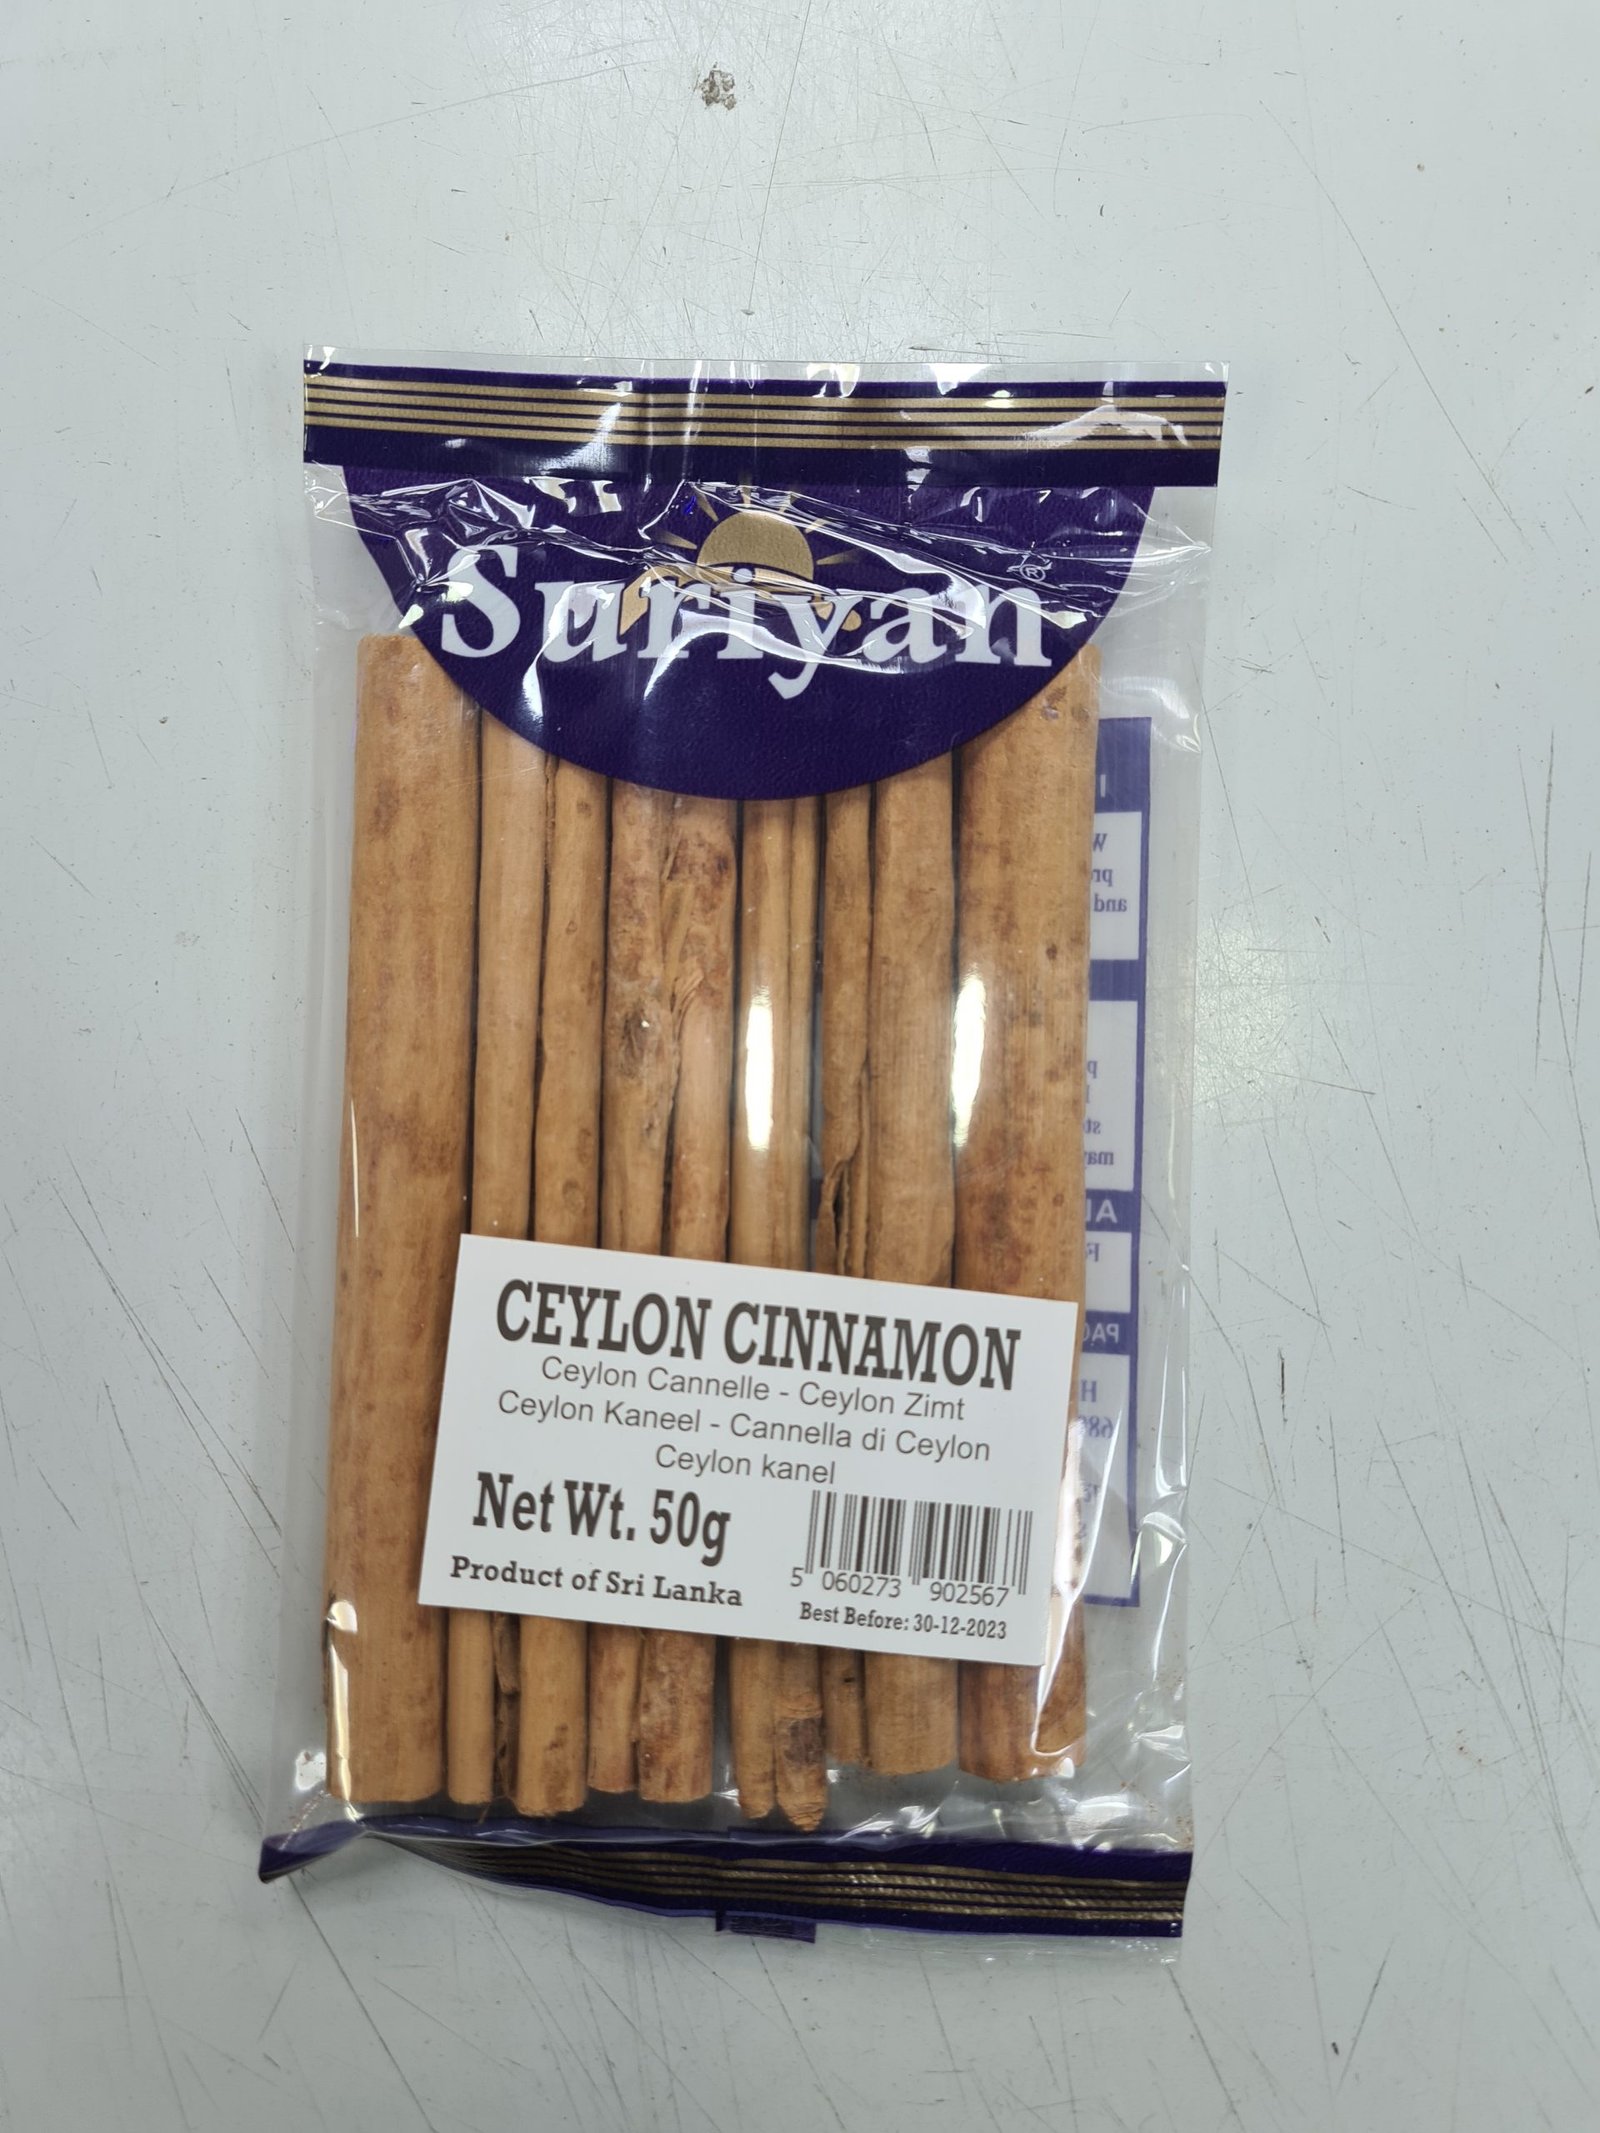 Suriyan®
CEYLON CINNAMON
Ceylon Cannelle - Ceylon Zimt
Ceylon Kaneel - Cannella di Ceylon
Ceylon kanel
Net Wt. 50g
Product of Sri Lanka
5 060273 902567
Best Before: 30-12-2023
and